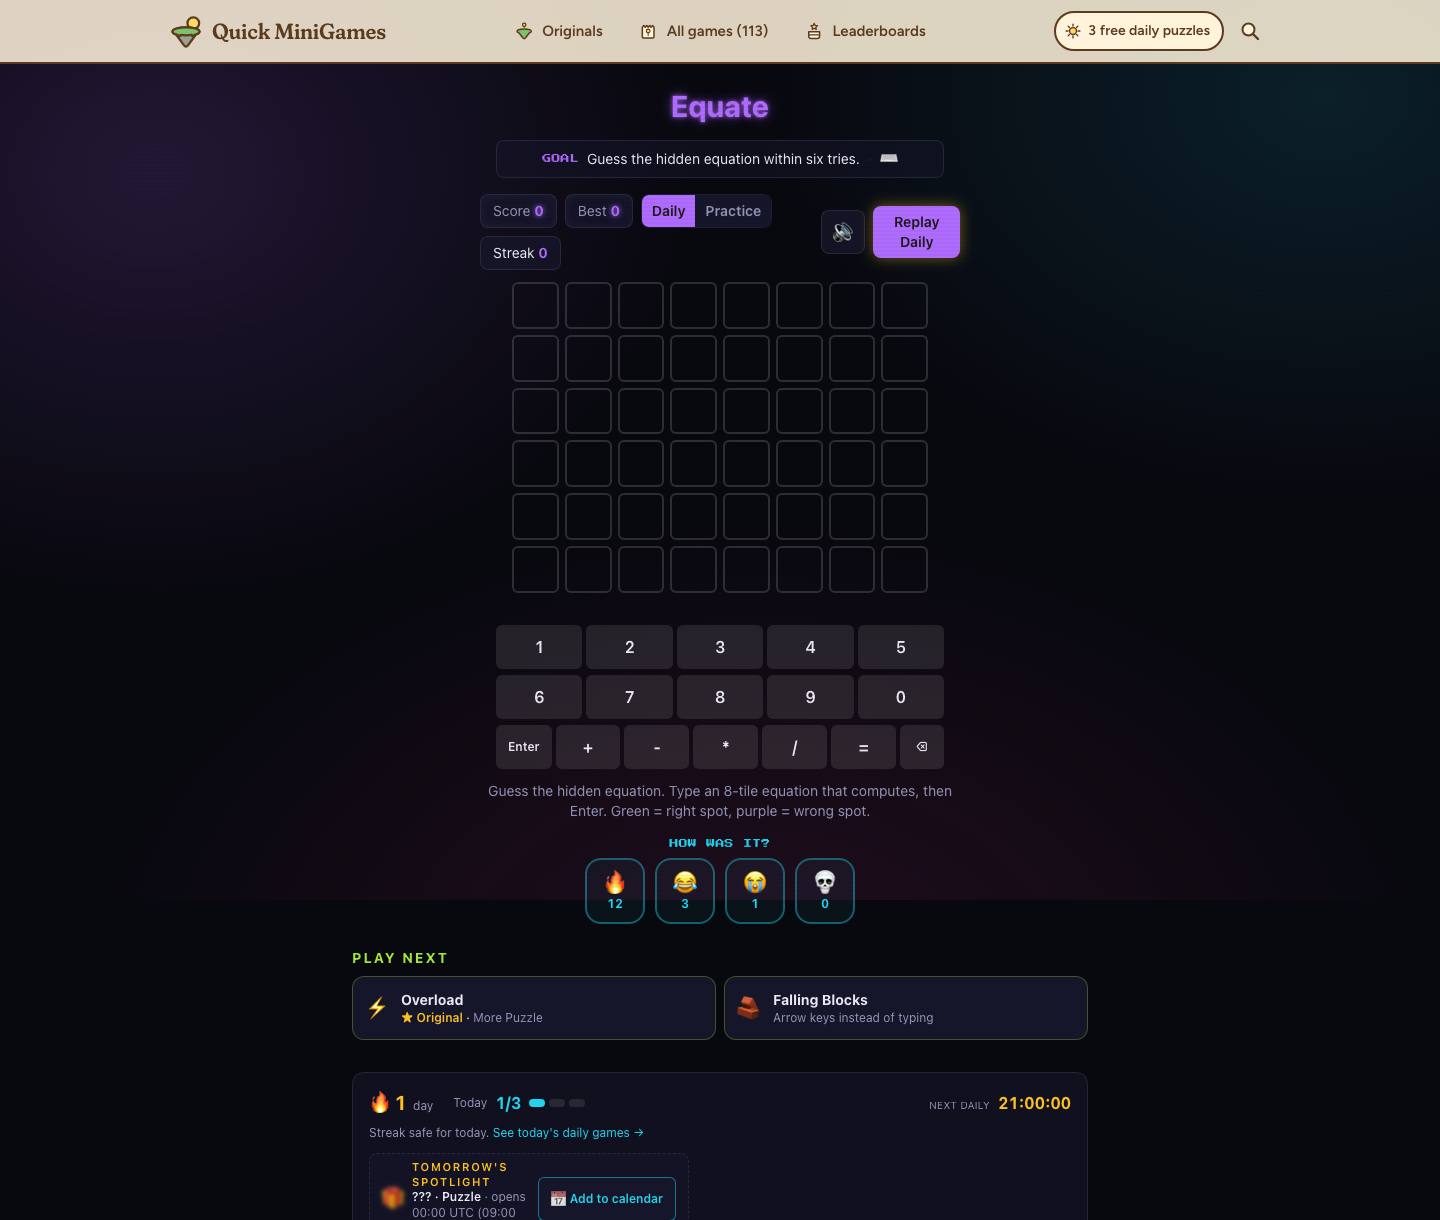 Quick MiniGames
Originals
All games (113)
Leaderboards
3 free daily puzzles
Equate
GOAL Guess the hidden equation within six tries.
Score 0
Best 0
Daily
Practice
Streak 0
Replay
Daily
1 2 3 4 5
6 7 8 9 0
Enter + - * / =
Guess the hidden equation. Type an 8-tile equation that computes, then
Enter. Green = right spot, purple = wrong spot.
HOW WAS IT?
12 3 1 0
PLAY NEXT
Overload
Original · More Puzzle
Falling Blocks
Arrow keys instead of typing
1 day
Today 1/3
NEXT DAILY 21:00:00
Streak safe for today. See today's daily games →
TOMORROW'S
SPOTLIGHT
??? · Puzzle · opens
00:00 UTC (09:00
Add to calendar